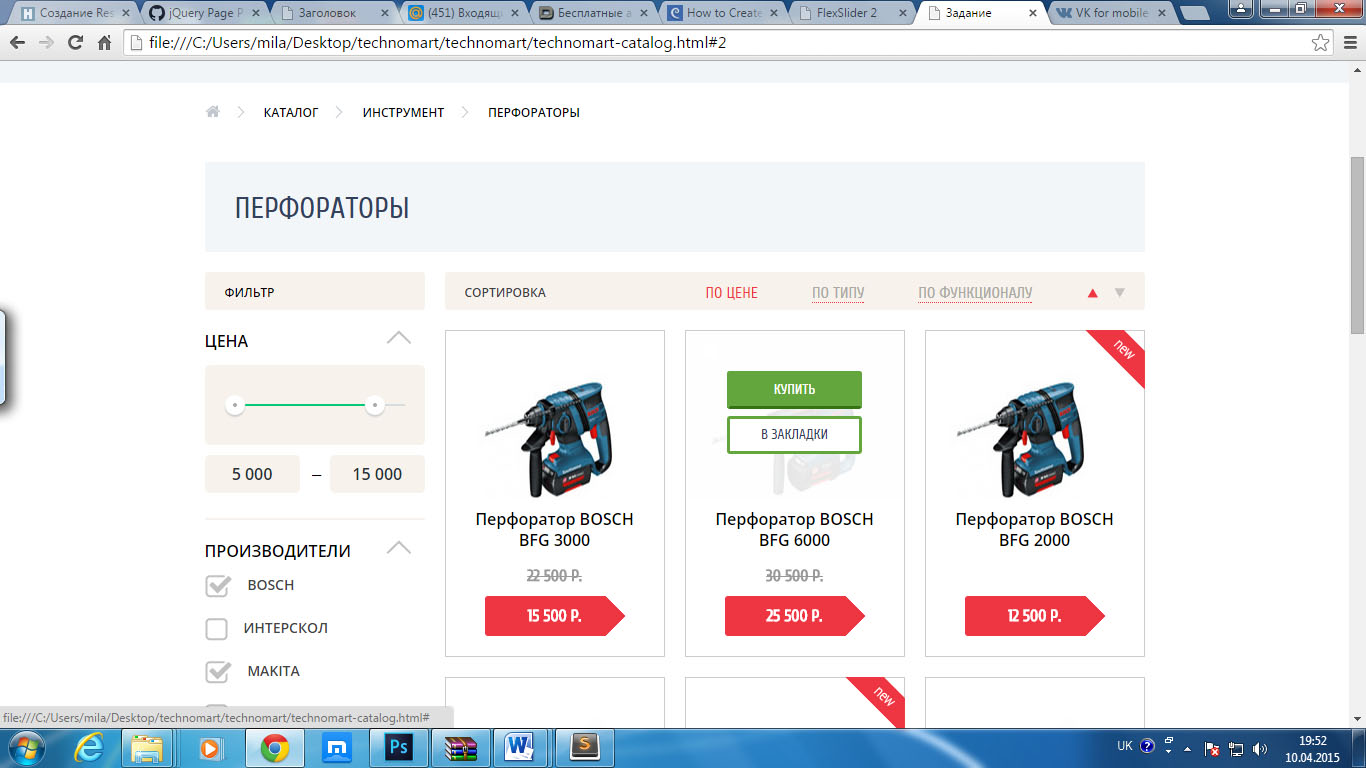 Создание Res
jQuery Page P
Заголовок
(451) Входящи
Бесплатные а
How to Create
FlexSlider 2
Задание
VK for mobile
file:///C:/Users/mila/Desktop/technomart/technomart/technomart-catalog.html#2
КАТАЛОГ
ИНСТРУМЕНТ
ПЕРФОРАТОРЫ
ПЕРФОРАТОРЫ
ФИЛЬТР
СОРТИРОВКА
ПО ЦЕНЕ
ПО ТИПУ
ПО ФУНКЦИОНАЛУ
ЦЕНА
5 000 – 15 000
ПРОИЗВОДИТЕЛИ
BOSCH
ИНТЕРСКОЛ
MAKITA
Перфоратор BOSCH
BFG 3000
22 500 Р.
15 500 Р.
КУПИТЬ
В ЗАКЛАДКИ
Перфоратор BOSCH
BFG 6000
30 500 Р.
25 500 Р.
new
Перфоратор BOSCH
BFG 2000
12 500 Р.
new
file:///C:/Users/mila/Desktop/technomart/technomart/technomart-catalog.html#
Ps
UK
19:52
10.04.2015